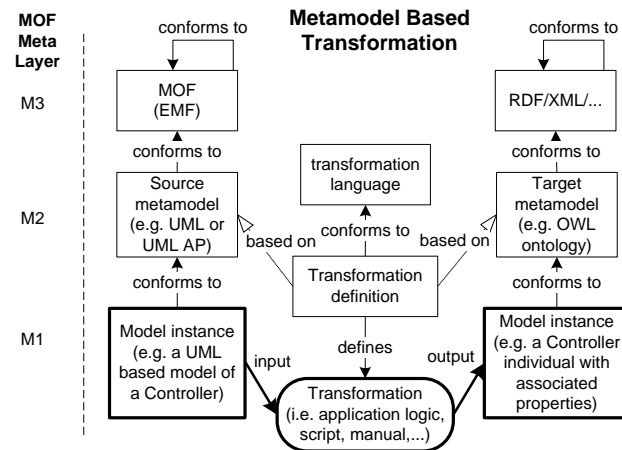 MOF
Meta
Layer
Metamodel Based
Transformation
conforms to
conforms to
M3
MOF
(EMF)
RDF/XML/...
conforms to
conforms to
M2
Source
metamodel
(e.g. UML or
UML AP)
transformation
language
Target
metamodel
(e.g. OWL
ontology)
based on
conforms to
based on
conforms to
Transformation
definition
conforms to
M1
Model instance
(e.g. a UML
based model of
a Controller)
input
defines
output
Model instance
(e.g. a Controller
individual with
associated
properties)
Transformation
(i.e. application logic,
script, manual,...)